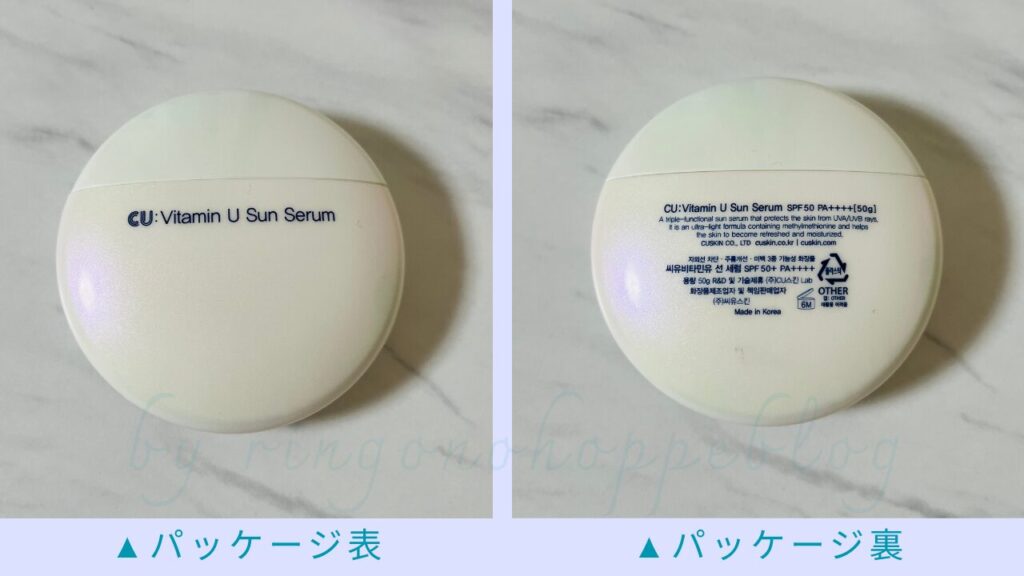 CU: Vitamin U Sun Serum
CU: Vitamin U Sun Serum SPF50 PA++++[50g]
A triple-functional sun serum that protects the skin from UVA/UVB rays,
it is an ultra-light formula containing methylmethionine and helps
the skin to become refreshed and moisturized.
CUSKIN CO., LTD cuskin.co.kr | cuskin.com
자외선 차단 · 주름개선 · 미백 3중 기능성 화장품
씨유비타민유 선 세럼 SPF 50+ PA++++
용량 50g R&D 및 기술제휴 (주)CU스킨 Lab
화장품제조업자 및 책임판매업자
(주)씨유스킨
Made in Korea
플라스틱
OTHER
캡: OTHER
6M
by ringonohoppeblog
▲パッケージ表
▲パッケージ裏